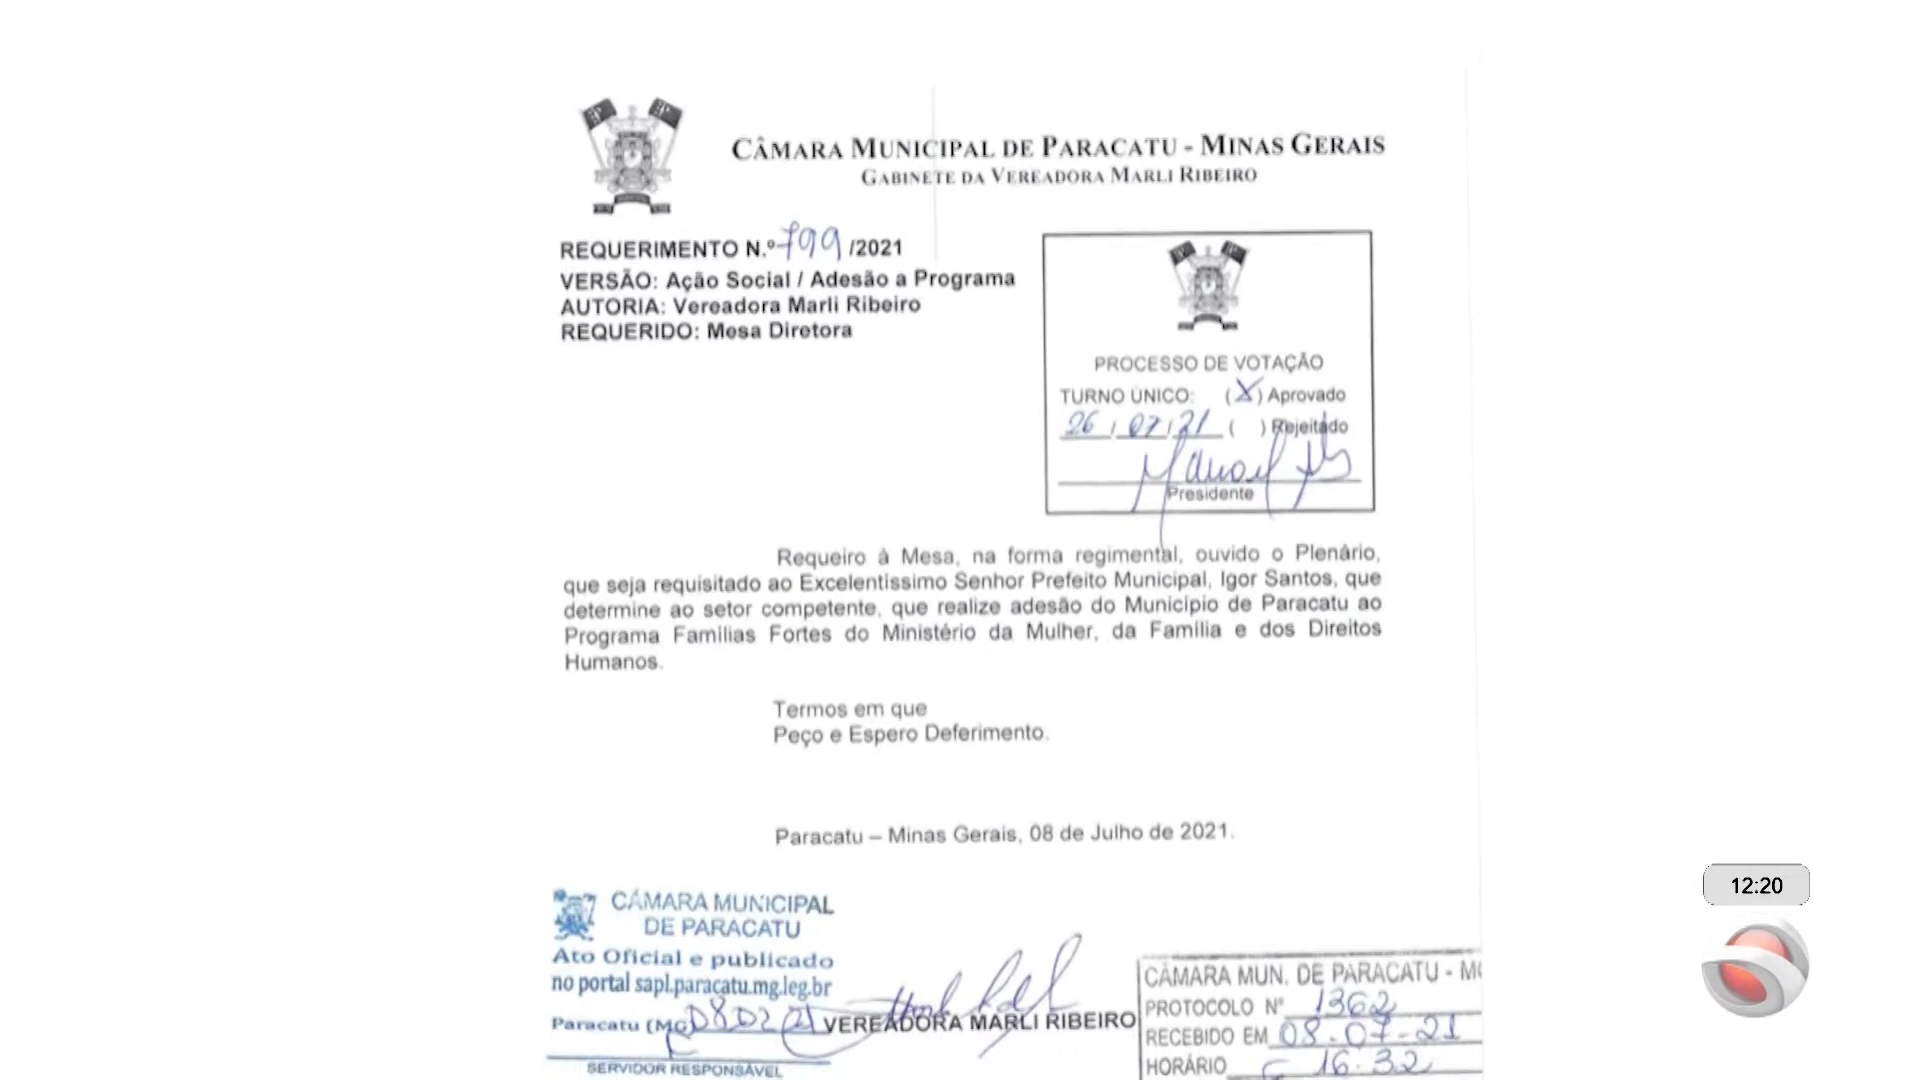 CÂMARA MUNICIPAL DE PARACATU - MINAS GERAIS
GABINETE DA VEREADORA MARLI RIBEIRO
REQUERIMENTO N.º 799 /2021
VERSÃO: Ação Social / Adesão a Programa
AUTORIA: Vereadora Marli Ribeiro
REQUERIDO: Mesa Diretora
PROCESSO DE VOTAÇÃO
TURNO ÚNICO: (X) Aprovado
26 / 07 / 21 ( ) Rejeitado
Presidente
Requeiro à Mesa, na forma regimental, ouvido o Plenário,
que seja requisitado ao Excelentíssimo Senhor Prefeito Municipal, Igor Santos, que
determine ao setor competente, que realize adesão do Município de Paracatu ao
Programa Famílias Fortes do Ministério da Mulher, da Família e dos Direitos
Humanos.
Termos em que
Peço e Espero Deferimento.
Paracatu – Minas Gerais, 08 de Julho de 2021.
CÂMARA MUNICIPAL
DE PARACATU
Ato Oficial e publicado
no portal sapl.paracatu.mg.leg.br
Paracatu (MG)
SERVIDOR RESPONSÁVEL
VEREADORA MARLI RIBEIRO
CÂMARA MUN. DE PARACATU - MG
PROTOCOLO Nº 1362
RECEBIDO EM 08.07-21
HORÁRIO 16:32
12:20